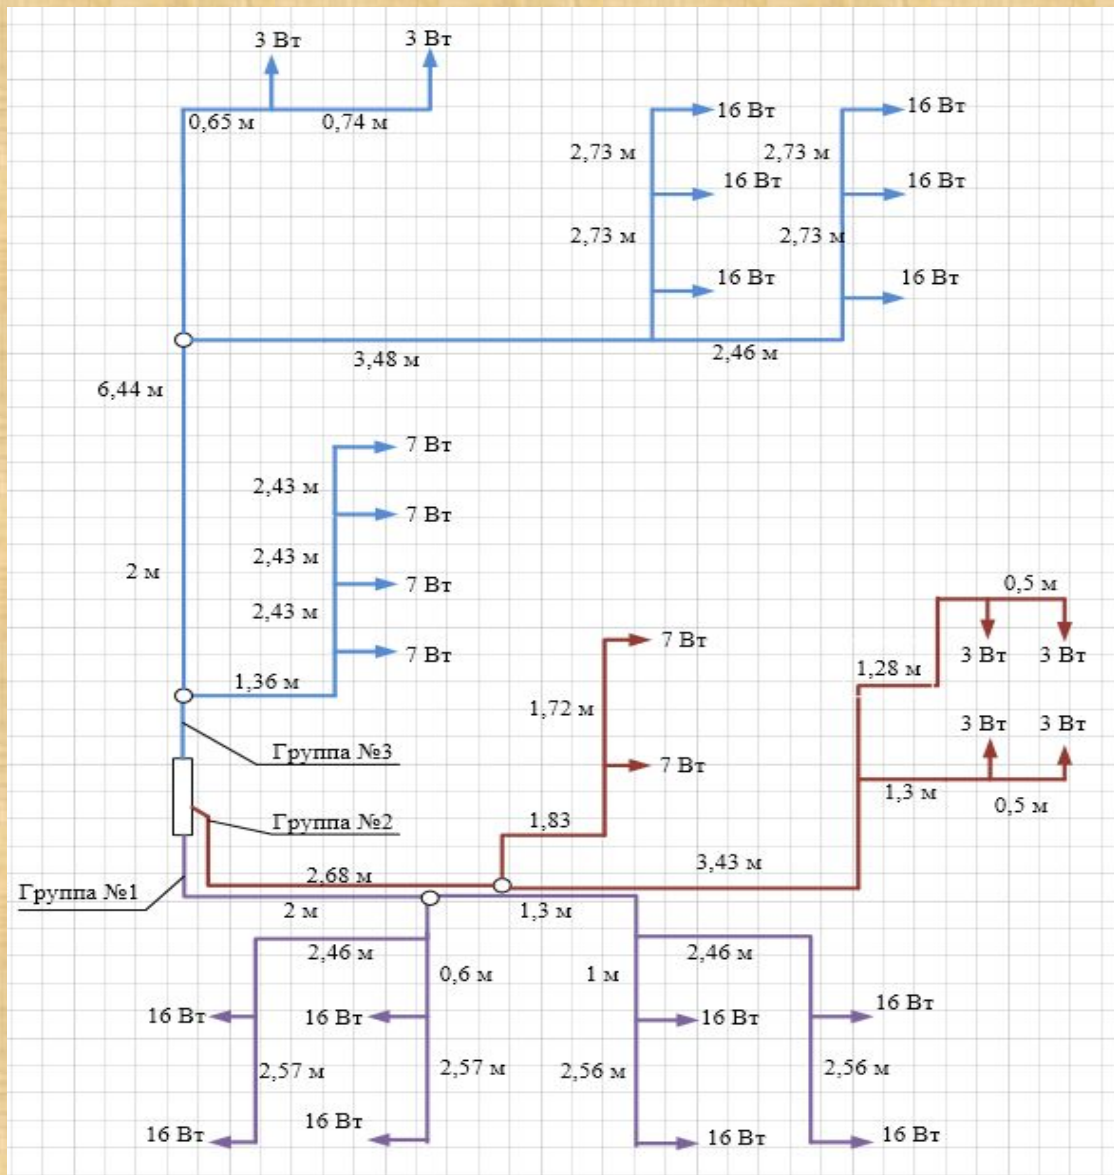 3 Вт 3 Вт
0,65 м 0,74 м
16 Вт 16 Вт
2,73 м 2,73 м
16 Вт 16 Вт
2,73 м 2,73 м
16 Вт 16 Вт
3,48 м 2,46 м
6,44 м
7 Вт
2,43 м
7 Вт
2,43 м
2 м
7 Вт 0,5 м
2,43 м
7 Вт 7 Вт 3 Вт 3 Вт
1,28 м
1,36 м
1,72 м
3 Вт 3 Вт
Группа №3
7 Вт
1,3 м 0,5 м
Группа №2 1,83
3,43 м
2,68 м
Группа №1
2 м 1,3 м
2,46 м 2,46 м
0,6 м 1 м
16 Вт 16 Вт 16 Вт 16 Вт
2,57 м 2,57 м 2,56 м 2,56 м
16 Вт 16 Вт 16 Вт 16 Вт